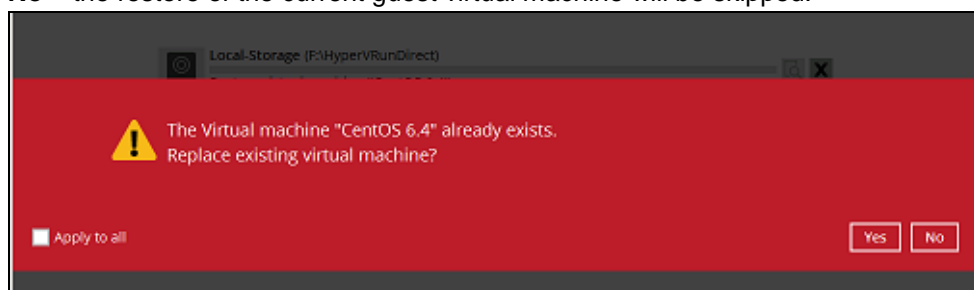 No – the restore of the current guest virtual machine will be skipped.
Local-Storage (F:\HyperVRunDirect)
The Virtual machine "CentOS 6.4" already exists.
Replace existing virtual machine?
Apply to all
Yes No